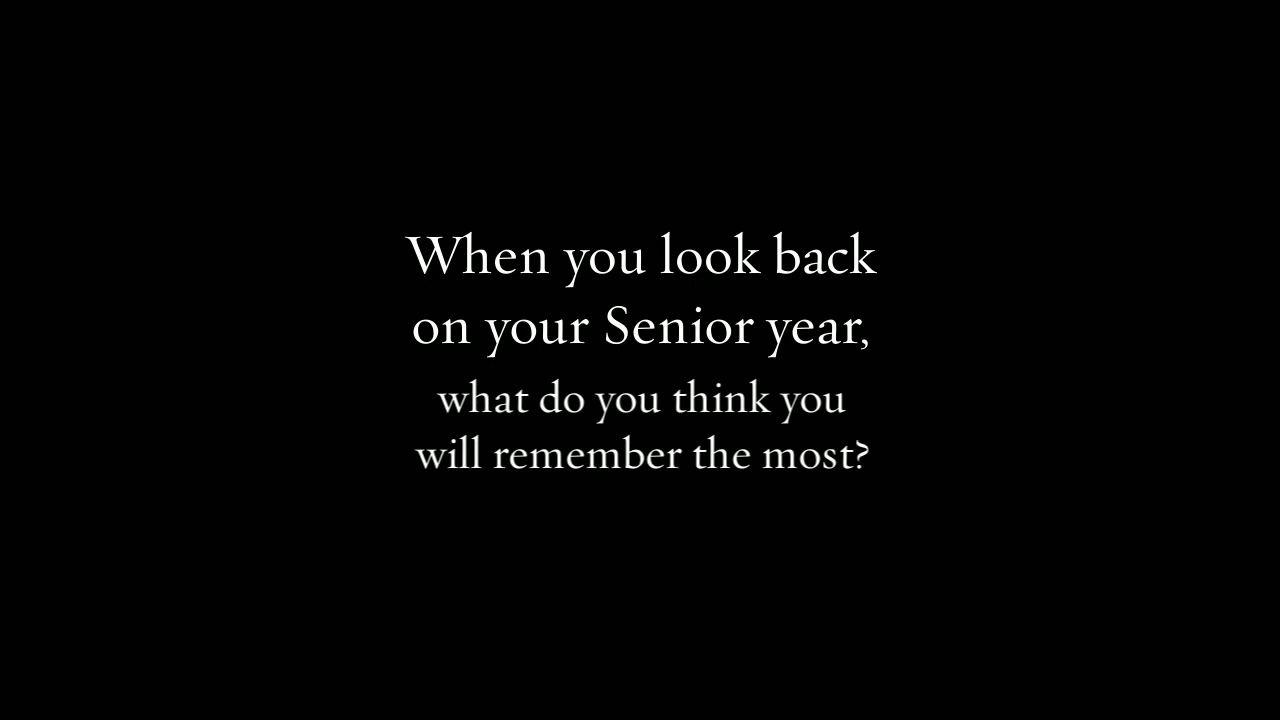 When you look back
on your Senior year,
what do you think you
will remember the most?